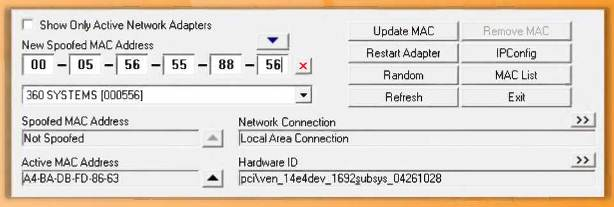 Show Only Active Network Adapters
New Spoofed MAC Address
00 - 05 - 56 - 55 - 88 - 56 ×
360 SYSTEMS [000556]
Update MAC Remove MAC
Restart Adapter IPConfig
Random MAC List
Refresh Exit
Spoofed MAC Address
Not Spoofed
Network Connection >>
Local Area Connection
Active MAC Address
A4-BA-DB-FD-86-63
Hardware ID >>
pci\ven_14e4dev_1692subsys_04261028